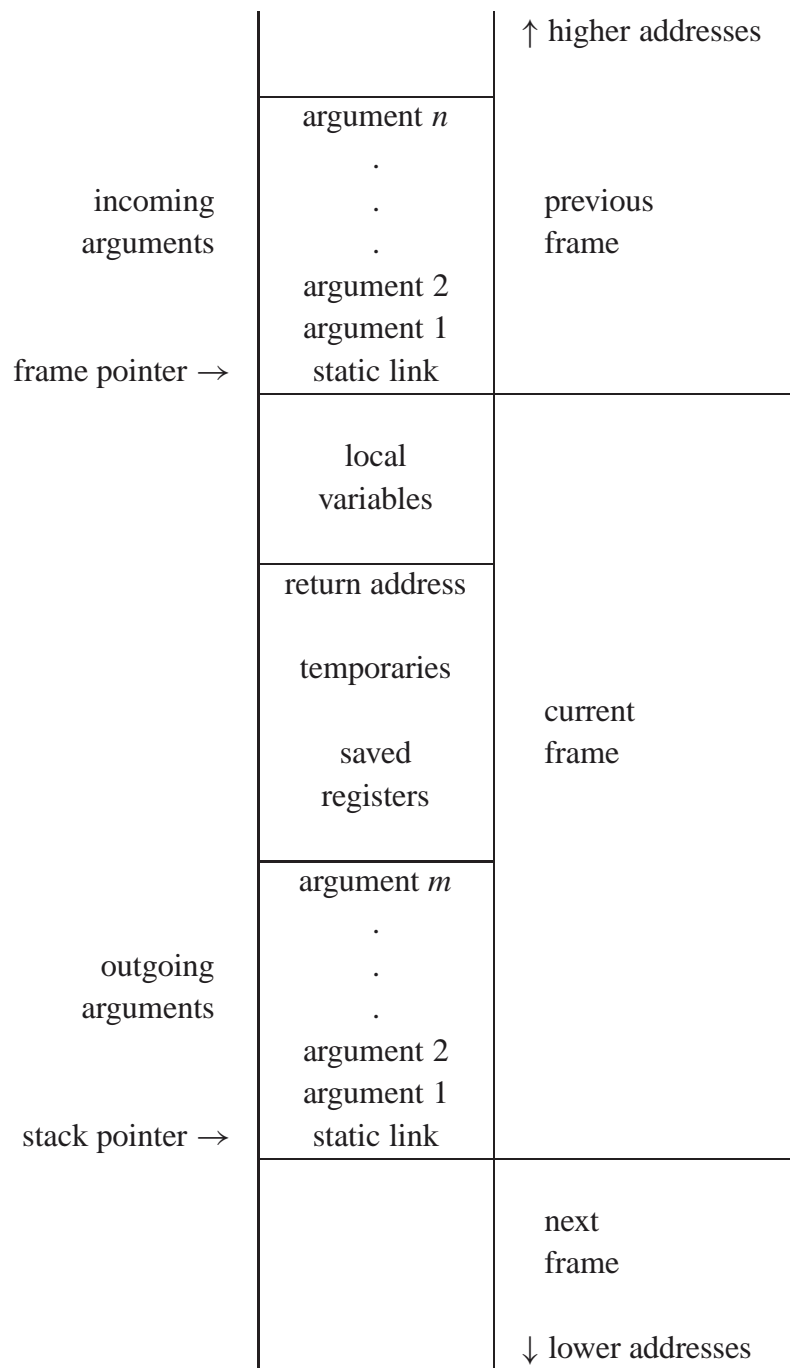 ↑ higher addresses
argument n
.
incoming . previous
arguments . frame
argument 2
argument 1
frame pointer → static link
local
variables
return address
temporaries
current
saved frame
registers
argument m
.
outgoing .
arguments .
argument 2
argument 1
stack pointer → static link
next
frame
↓ lower addresses